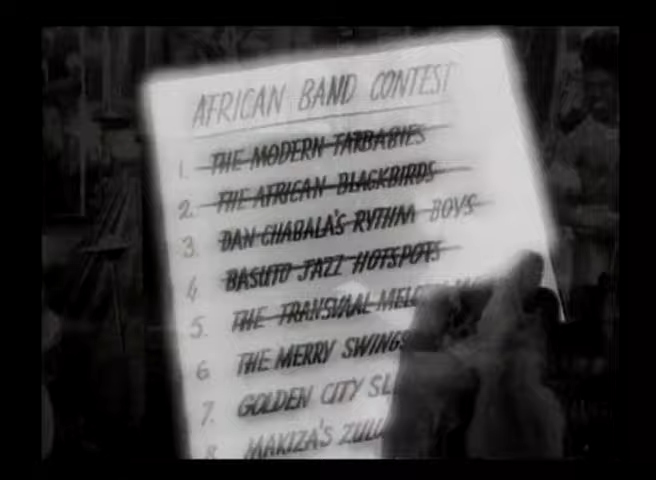 AFRICAN BAND CONTEST
1. THE MODERN TARBABIES
2. THE AFRICAN BLACKBIRDS
3. DAN CHABALA'S RYTHM BOYS
4. BASUTO JAZZ HOTSPOTS
5. THE TRANSVAAL
6. THE MERRY SWINGS
7. GOLDEN CITY
8. MAKIZA'S